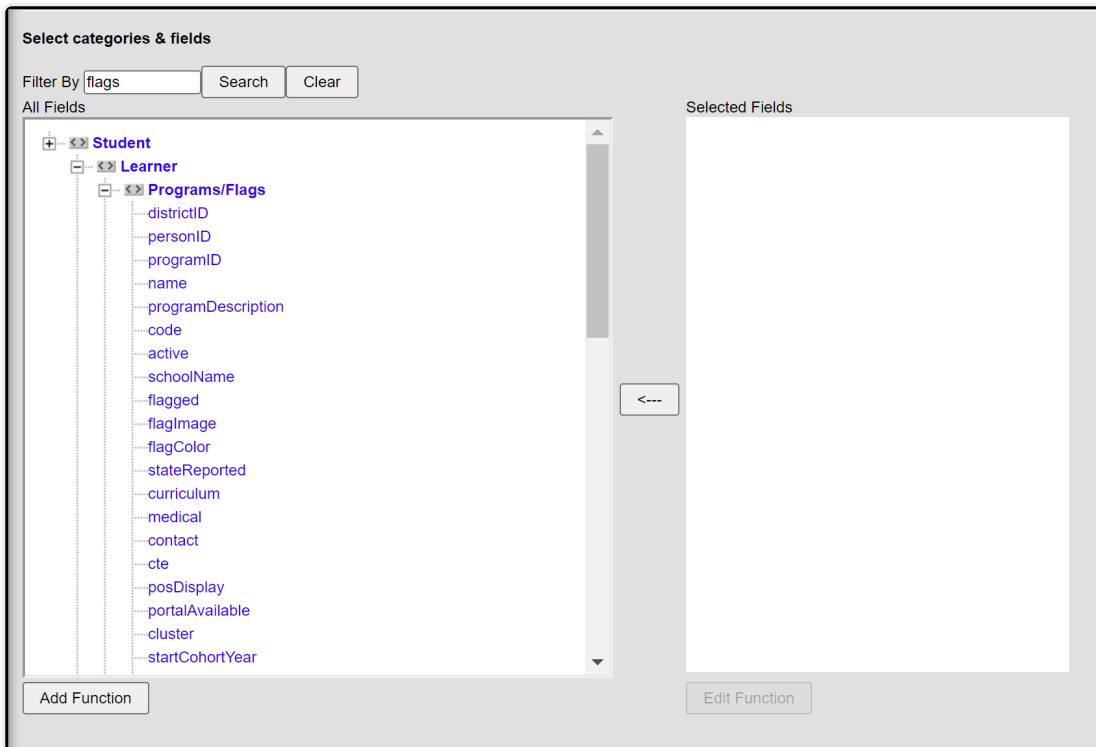 Select categories & fields
Filter By flags Search Clear
All Fields
Selected Fields
Student
Learner
Programs/Flags
districtID
personID
programID
name
programDescription
code
active
schoolName
flagged
<---
flagImage
flagColor
stateReported
curriculum
medical
contact
cte
posDisplay
portalAvailable
cluster
startCohortYear
Add Function
Edit Function